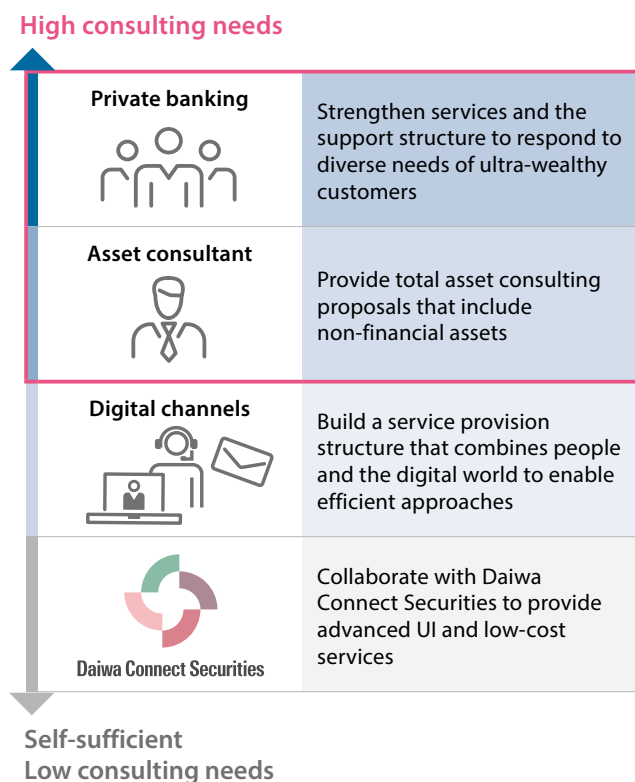 High consulting needs
Private banking
Strengthen services and the
support structure to respond to
diverse needs of ultra-wealthy
customers
Asset consultant
Provide total asset consulting
proposals that include
non-financial assets
Digital channels
Build a service provision
structure that combines people
and the digital world to enable
efficient approaches
Daiwa Connect Securities
Collaborate with Daiwa
Connect Securities to provide
advanced UI and low-cost
services
Self-sufficient
Low consulting needs